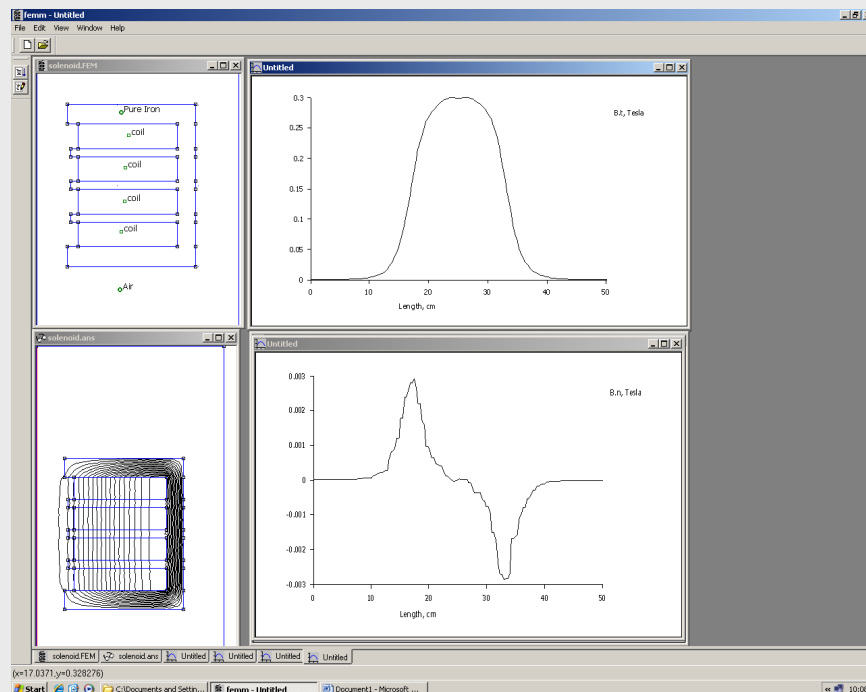 femm - Untitled
File Edit View Window Help
solenoid.FEM
Pure Iron
coil
coil
coil
coil
Air
Untitled
0.3
0.25
0.2
0.15
0.1
0.05
0
0 10 20 30 40 50
Length, cm
B.t, Tesla
solenoid.ans
Untitled
0.003
0.002
0.001
0
-0.001
-0.002
-0.003
0 10 20 30 40 50
Length, cm
B.n, Tesla
solenoid.FEM solenoid.ans Untitled Untitled Untitled Untitled
(x=17.0371,y=0.328276)
Start C:\Documents and Settin... femm - Untitled Document1 - Microsoft ... «